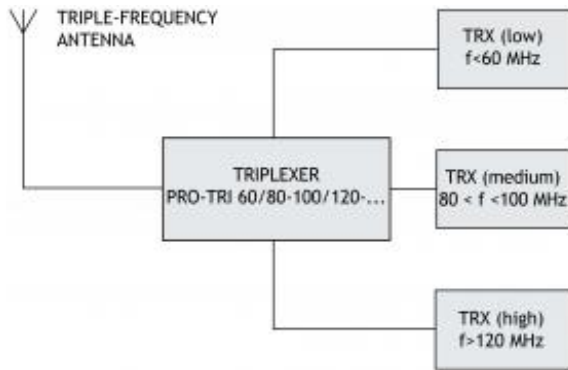 TRIPLE-FREQUENCY
ANTENNA
TRX (low)
f<60 MHz
TRIPLEXER
PRO-TRI 60/80-100/120-...
TRX (medium)
80 < f <100 MHz
TRX (high)
f>120 MHz